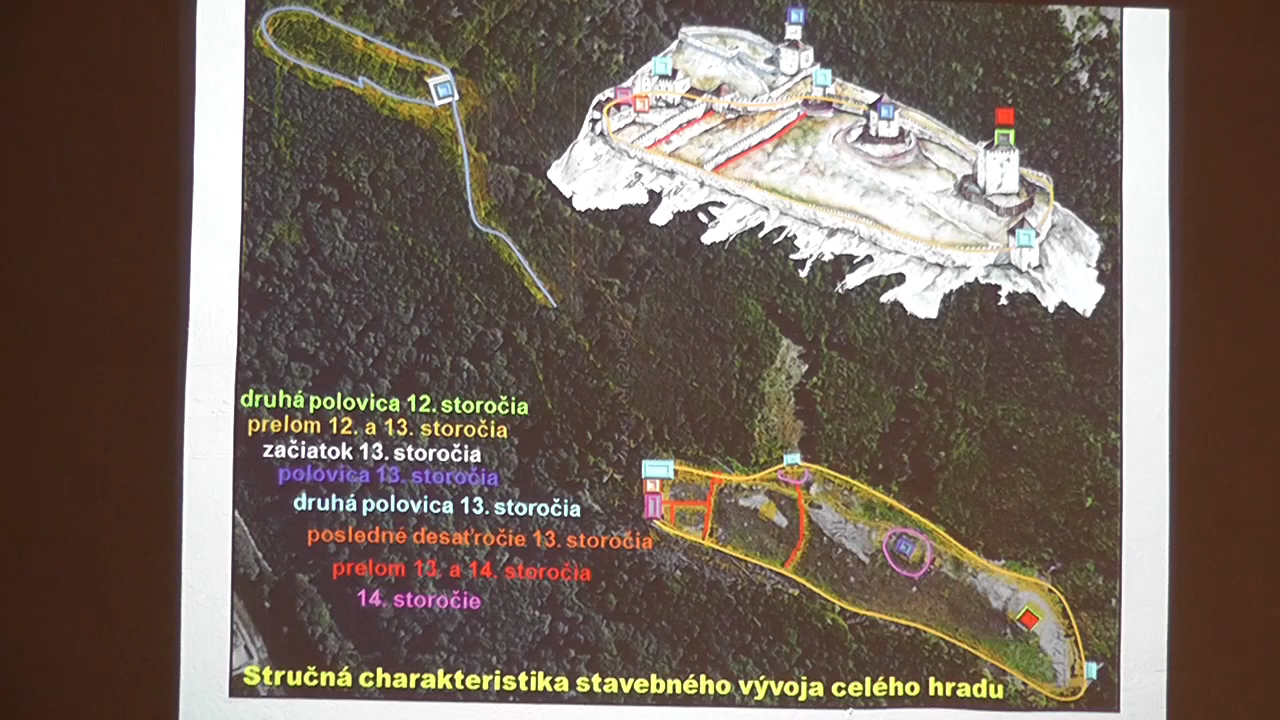 druhá polovica 12. storočia
prelom 12. a 13. storočia
začiatok 13. storočia
polovica 13. storočia
druhá polovica 13. storočia
posledné desaťročie 13. storočia
prelom 13. a 14. storočia
14. storočie
Stručná charakteristika stavebného vývoja celého hradu